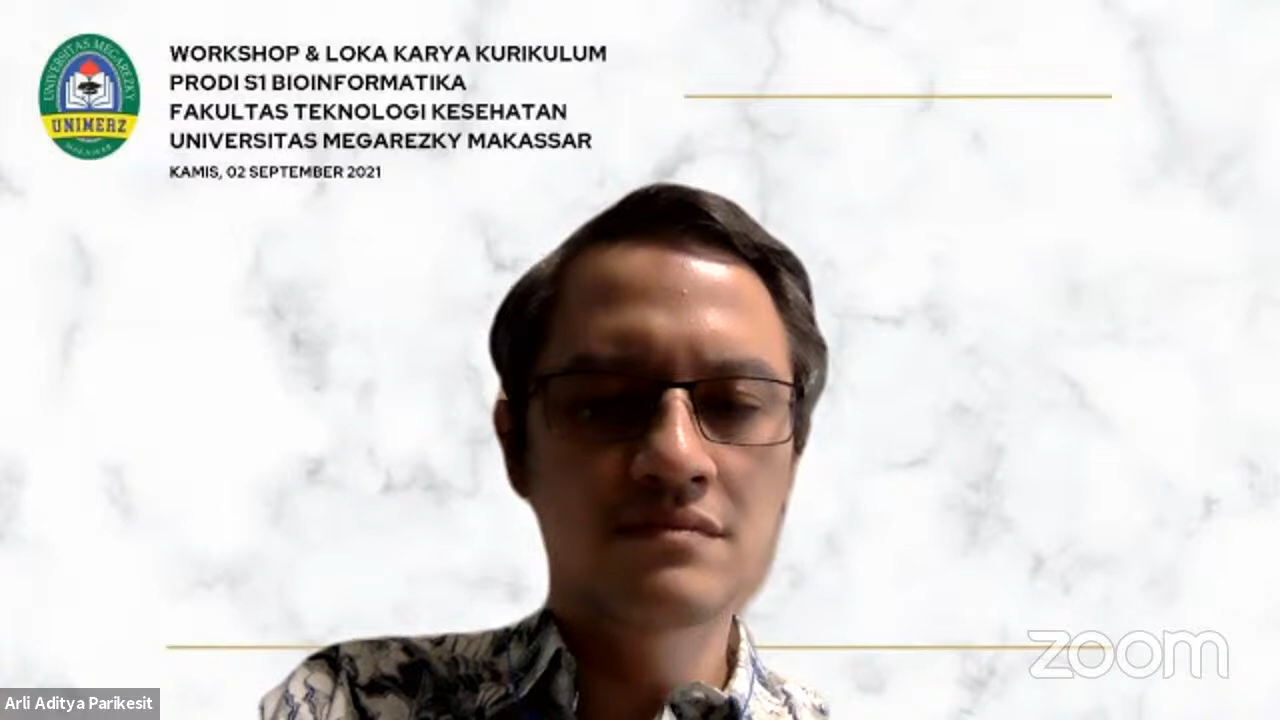 UNIVERSITAS MEGAREZKY
UNIMERZ
MAKASSAR
WORKSHOP & LOKA KARYA KURIKULUM
PRODI S1 BIOINFORMATIKA
FAKULTAS TEKNOLOGI KESEHATAN
UNIVERSITAS MEGAREZKY MAKASSAR
KAMIS, 02 SEPTEMBER 2021
zoom
Arli Aditya Parikesit